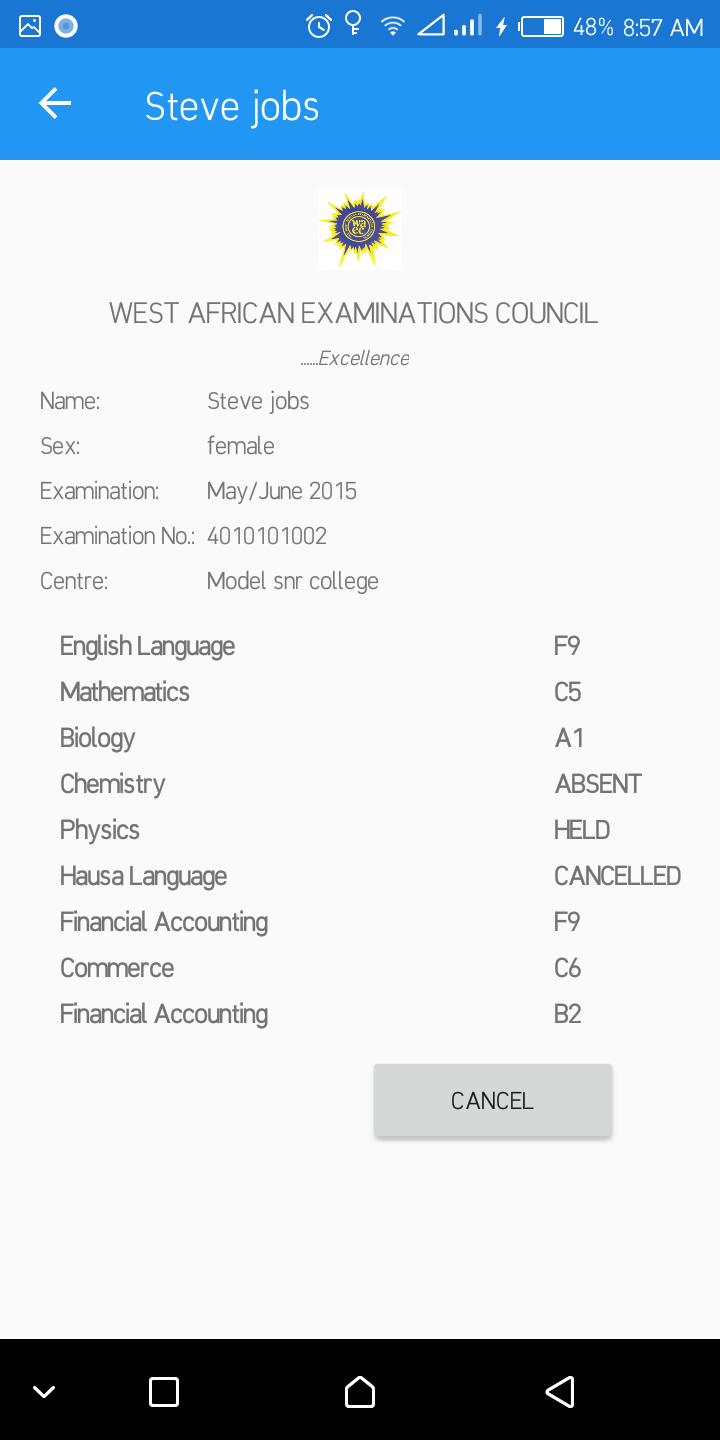 48% 8:57 AM
Steve jobs
WEST AFRICAN EXAMINATIONS COUNCIL
......Excellence
Name: Steve jobs
Sex: female
Examination: May/June 2015
Examination No.: 4010101002
Centre: Model snr college
English Language F9
Mathematics C5
Biology A1
Chemistry ABSENT
Physics HELD
Hausa Language CANCELLED
Financial Accounting F9
Commerce C6
Financial Accounting B2
CANCEL